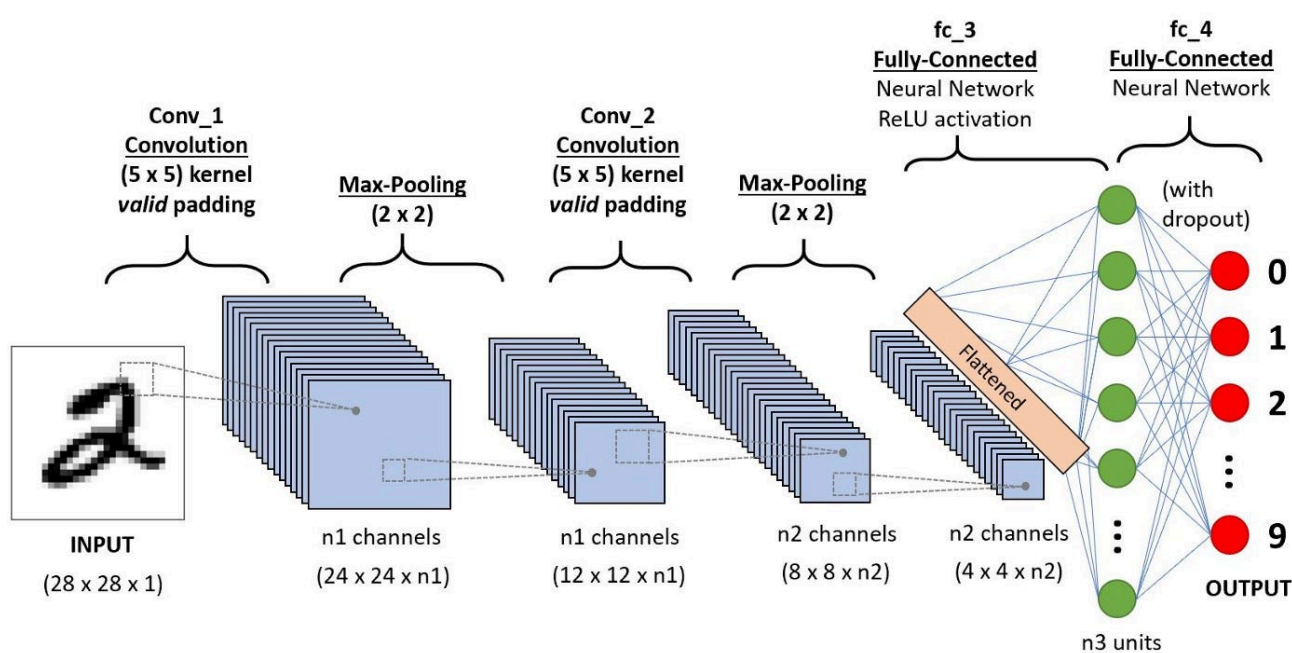 Conv_1
Convolution
(5 x 5) kernel
valid padding
Max-Pooling
(2 x 2)
Conv_2
Convolution
(5 x 5) kernel
valid padding
Max-Pooling
(2 x 2)
fc_3
Fully-Connected
Neural Network
ReLU activation
fc_4
Fully-Connected
Neural Network
(with
dropout)
Flattened
0
1
2
9
OUTPUT
INPUT
(28 x 28 x 1)
n1 channels
(24 x 24 x n1)
n1 channels
(12 x 12 x n1)
n2 channels
(8 x 8 x n2)
n2 channels
(4 x 4 x n2)
n3 units
2